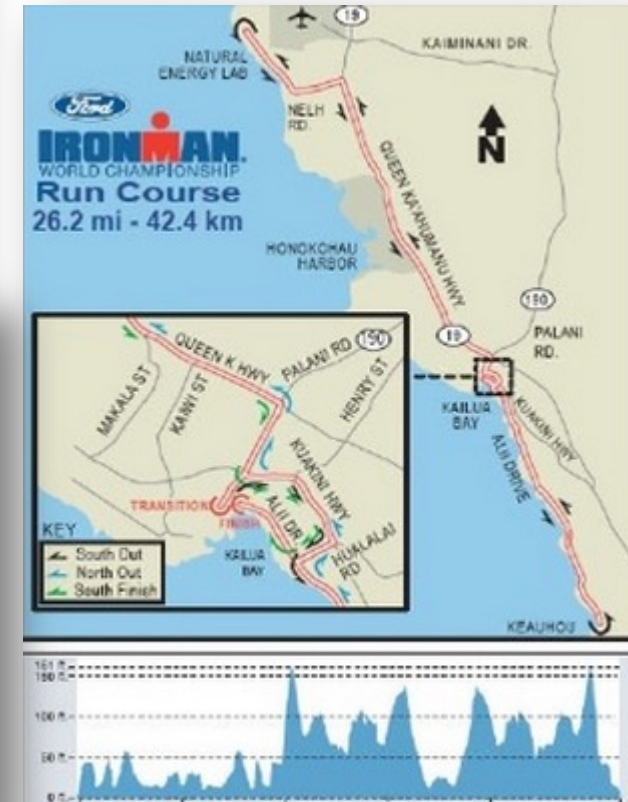 19
KAIMINANI DR.
NATURAL
ENERGY LAB
NELH
RD.
Ford
IRONMAN
WORLD CHAMPIONSHIP
Run Course
26.2 mi - 42.4 km
N
QUEEN KA'AHUMANU HWY
HONOKOHAU
HARBOR
190
19
PALANI
RD.
KAILUA
BAY
KUAKINI HWY
ALII DRIVE
KEAUHOU
QUEEN K HWY
PALANI RD
190
MAKALA ST
HENRY ST
KUAKINI HWY
TRANSITION
FINISH
ALII DR
HUALALAI
RD
KAILUA
BAY
KEY
South Out
North Out
South Finish
100 ft.
50 ft.
0 ft.